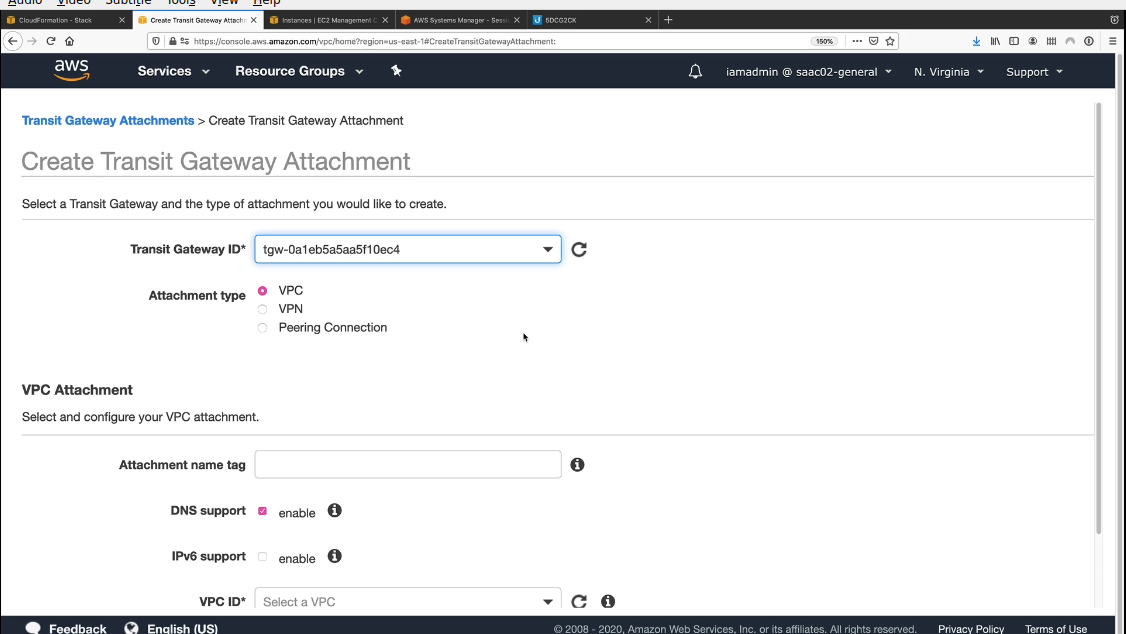 Audio Video Subtitle Tools View Help
CloudFormation - Stack
Create Transit Gateway Attachm
Instances | EC2 Management C
AWS Systems Manager - Sessi
5DCG2CK
https://console.aws.amazon.com/vpc/home?region=us-east-1#CreateTransitGatewayAttachment:
150%
aws
Services
Resource Groups
iamadmin @ saac02-general
N. Virginia
Support
Transit Gateway Attachments > Create Transit Gateway Attachment
Create Transit Gateway Attachment
Select a Transit Gateway and the type of attachment you would like to create.
Transit Gateway ID* tgw-0a1eb5a5aa5f10ec4
Attachment type
VPC
VPN
Peering Connection
VPC Attachment
Select and configure your VPC attachment.
Attachment name tag
DNS support enable
IPv6 support enable
VPC ID* Select a VPC
Feedback English (US) © 2008 - 2020, Amazon Web Services, Inc. or its affiliates. All rights reserved. Privacy Policy Terms of Use